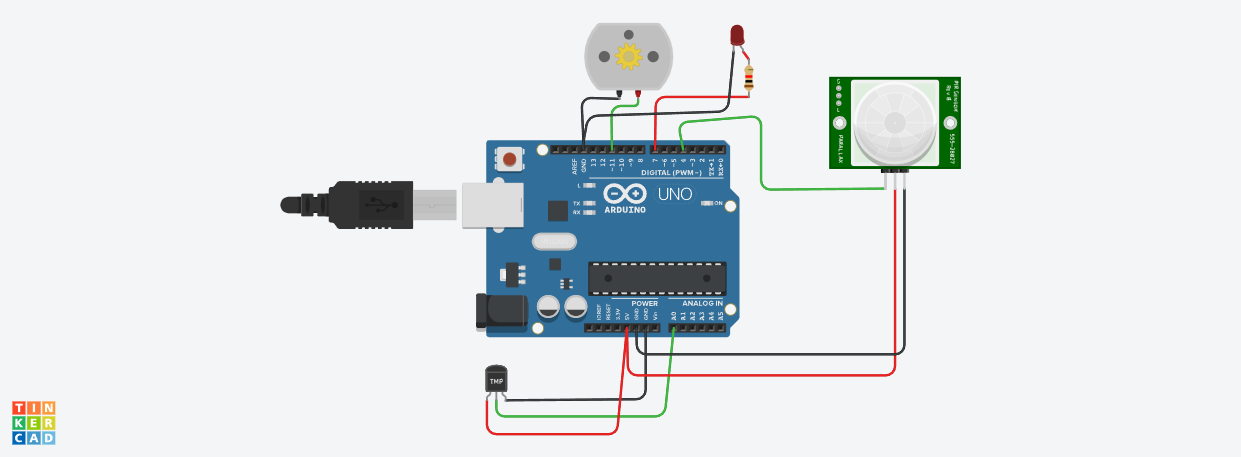 PIR Sensor
Rev B
PARALLAX
555-28027
AREF
GND
13
12
~11
~10
~9
8
7
~6
~5
4
~3
2
TX→1
RX←0
DIGITAL (PWM~)
L
TX
RX
UNO
ARDUINO
ON
POWER
ANALOG IN
IOREF
RESET
3.3V
5V
GND
GND
Vin
A0
A1
A2
A3
A4
A5
TMP
TIN
KER
CAD